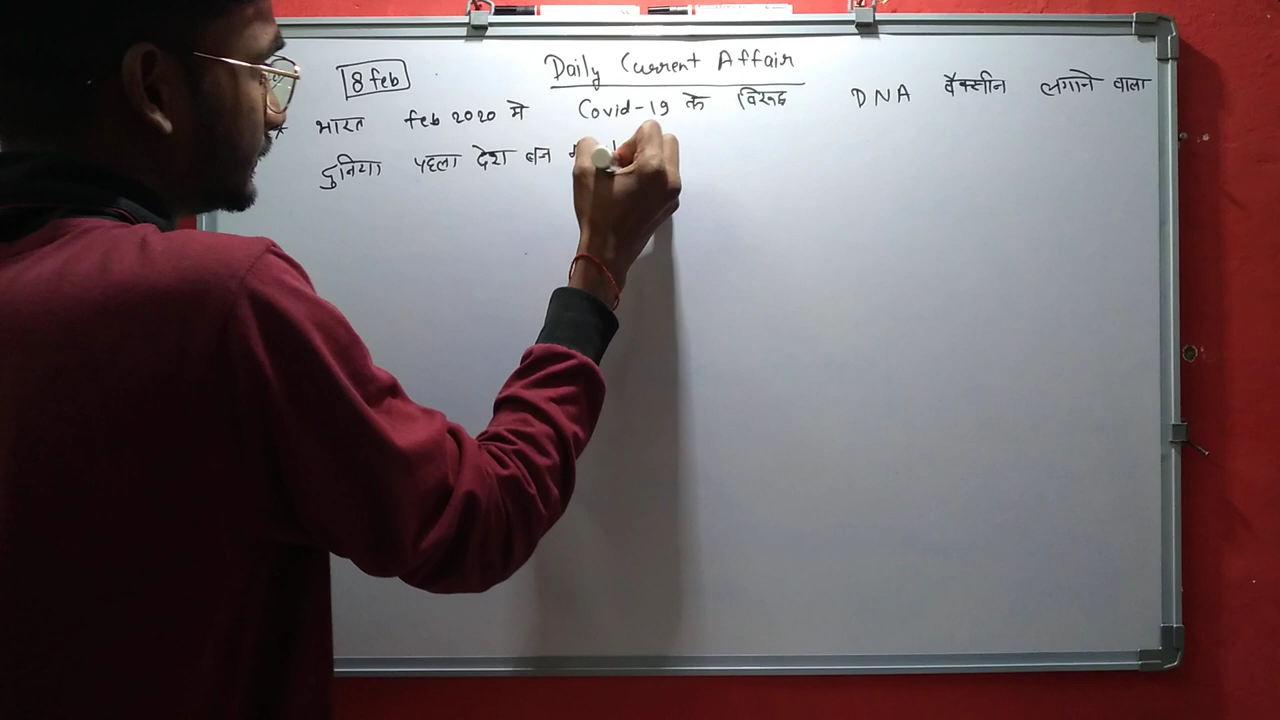 Daily Current Affair
8 feb
* भारत feb 2020 मे Covid-19 के विरूद्ध DNA वैक्सीन लगाने वाला
दुनिया पहला देश बन